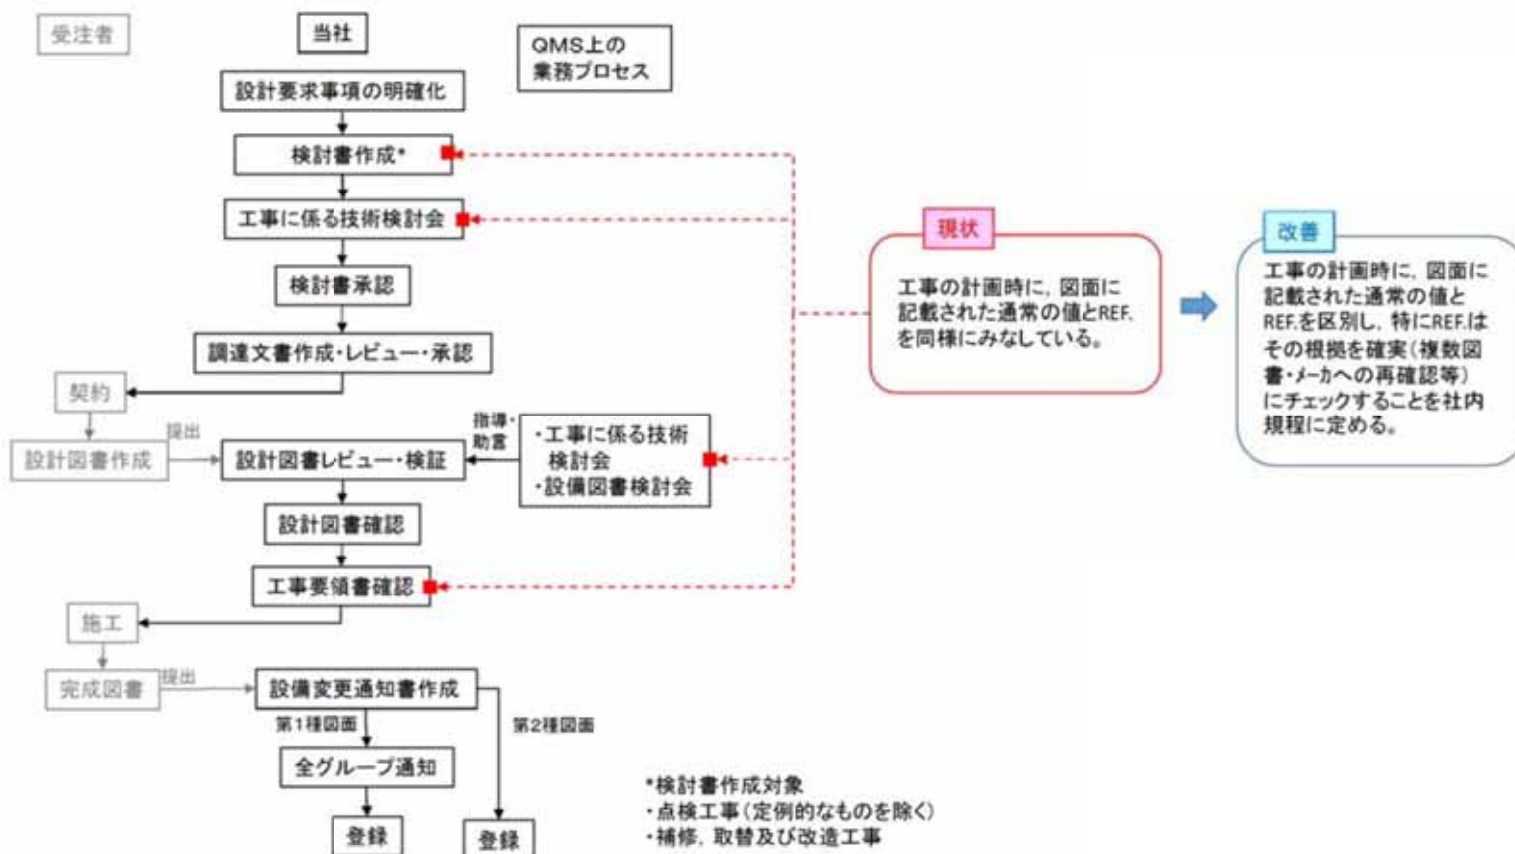 受注者
当社
QMS上の
業務プロセス
設計要求事項の明確化
検討書作成*
工事に係る技術検討会
検討書承認
調達文書作成・レビュー・承認
契約
設計図書作成
提出
設計図書レビュー・検証
指導・
助言
・工事に係る技術
検討会
・設備図書検討会
設計図書確認
工事要領書確認
施工
完成図書
提出
設備変更通知書作成
第1種図面
第2種図面
全グループ通知
登録
登録
*検討書作成対象
・点検工事(定例的なものを除く)
・補修，取替及び改造工事
現状
工事の計画時に，図面に
記載された通常の値とREF.
を同様にみなしている。
改善
工事の計画時に，図面に
記載された通常の値と
REF.を区別し，特にREF.は
その根拠を確実(複数図
書・メーカへの再確認等)
にチェックすることを社内
規程に定める。